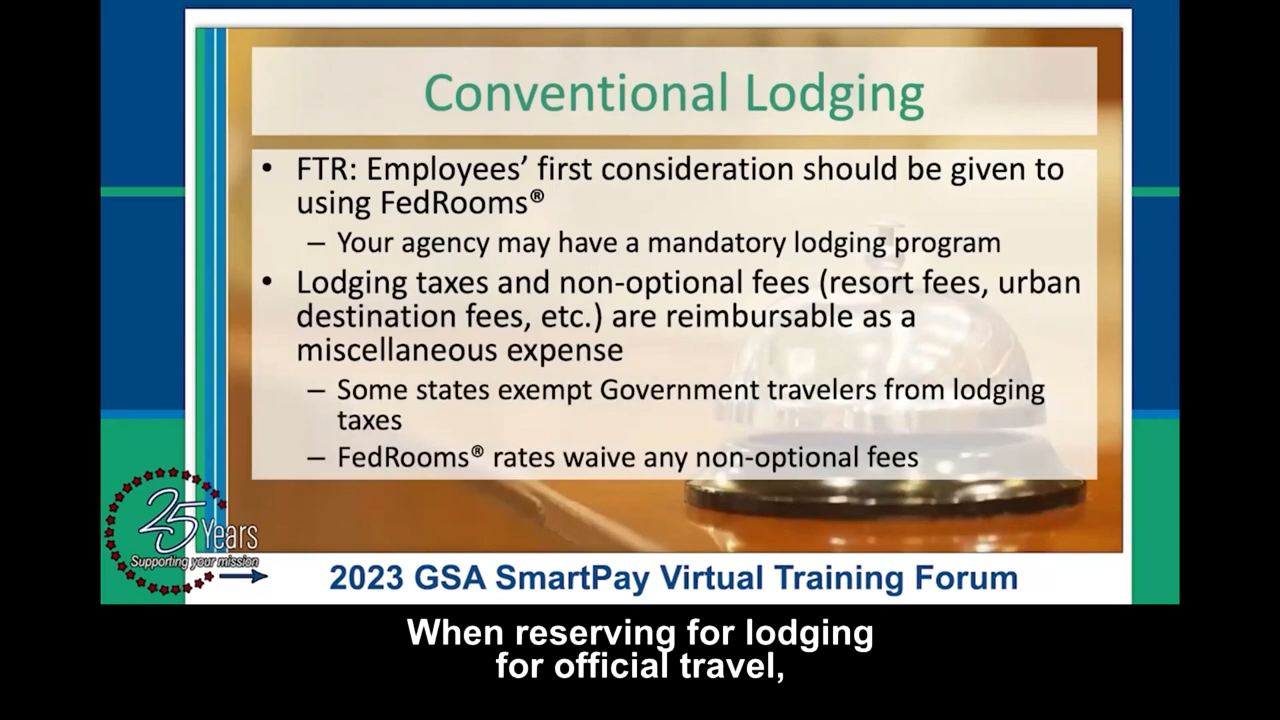 Conventional Lodging
• FTR: Employees’ first consideration should be given to
using FedRooms®
– Your agency may have a mandatory lodging program
• Lodging taxes and non-optional fees (resort fees, urban
destination fees, etc.) are reimbursable as a
miscellaneous expense
– Some states exempt Government travelers from lodging
taxes
– FedRooms® rates waive any non-optional fees
25 Years
Supporting your mission
2023 GSA SmartPay Virtual Training Forum
When reserving for lodging
for official travel,